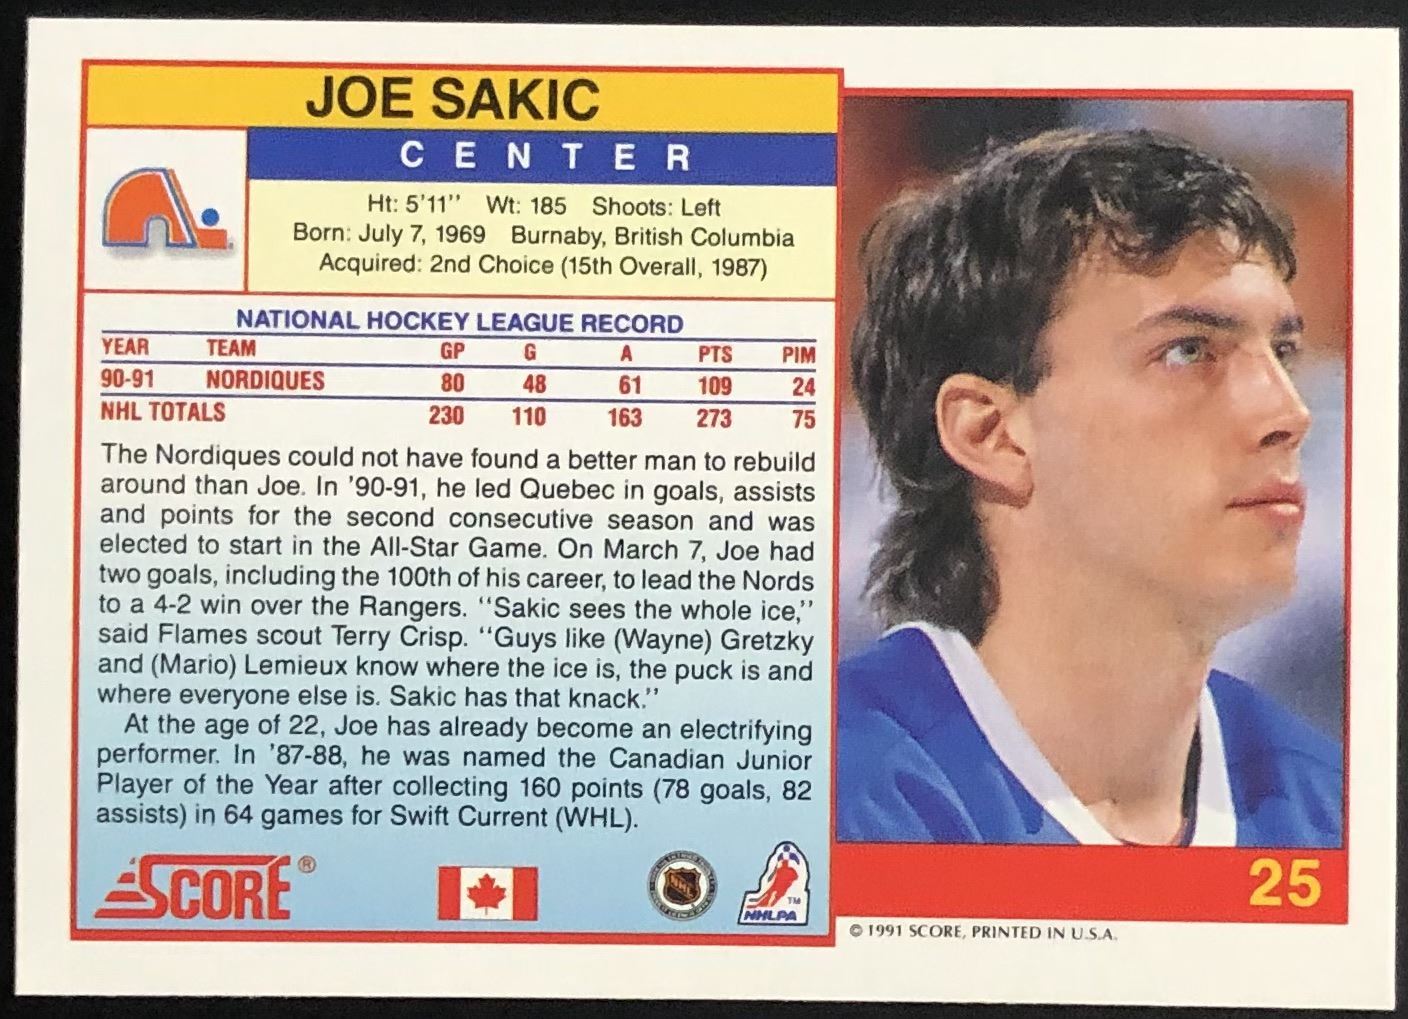 JOE SAKIC
CENTER
Ht: 5'11'' Wt: 185 Shoots: Left
Born: July 7, 1969 Burnaby, British Columbia
Acquired: 2nd Choice (15th Overall, 1987)
NATIONAL HOCKEY LEAGUE RECORD
YEAR TEAM GP G A PTS PIM
90-91 NORDIQUES 80 48 61 109 24
NHL TOTALS 230 110 163 273 75
The Nordiques could not have found a better man to rebuild
around than Joe. In '90-91, he led Quebec in goals, assists
and points for the second consecutive season and was
elected to start in the All-Star Game. On March 7, Joe had
two goals, including the 100th of his career, to lead the Nords
to a 4-2 win over the Rangers. ''Sakic sees the whole ice,''
said Flames scout Terry Crisp. ''Guys like (Wayne) Gretzky
and (Mario) Lemieux know where the ice is, the puck is and
where everyone else is. Sakic has that knack.''
At the age of 22, Joe has already become an electrifying
performer. In '87-88, he was named the Canadian Junior
Player of the Year after collecting 160 points (78 goals, 82
assists) in 64 games for Swift Current (WHL).
SCORE®
NHL
NHLPA
TM
25
© 1991 SCORE, PRINTED IN U.S.A.